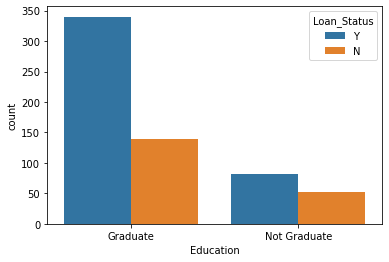 350
300
250
200
150
100
50
0
count
Graduate
Not Graduate
Education
Loan_Status
Y
N